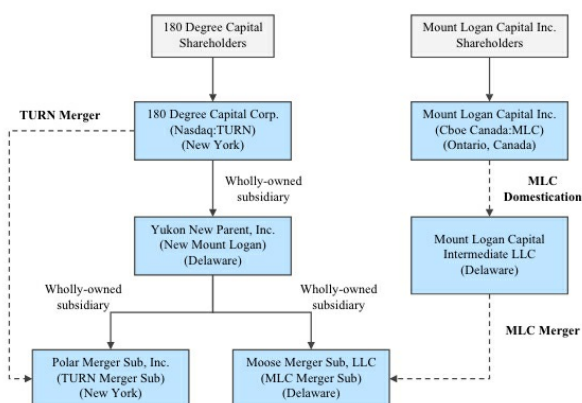 180 Degree Capital
Shareholders
Mount Logan Capital Inc.
Shareholders
TURN Merger
180 Degree Capital Corp.
(Nasdaq:TURN)
(New York)
Mount Logan Capital Inc.
(Cboe Canada:MLC)
(Ontario, Canada)
Wholly-owned
subsidiary
MLC
Domestication
Yukon New Parent, Inc.
(New Mount Logan)
(Delaware)
Mount Logan Capital
Intermediate LLC
(Delaware)
Wholly-owned
subsidiary
Wholly-owned
subsidiary
MLC Merger
Polar Merger Sub, Inc.
(TURN Merger Sub)
(New York)
Moose Merger Sub, LLC
(MLC Merger Sub)
(Delaware)